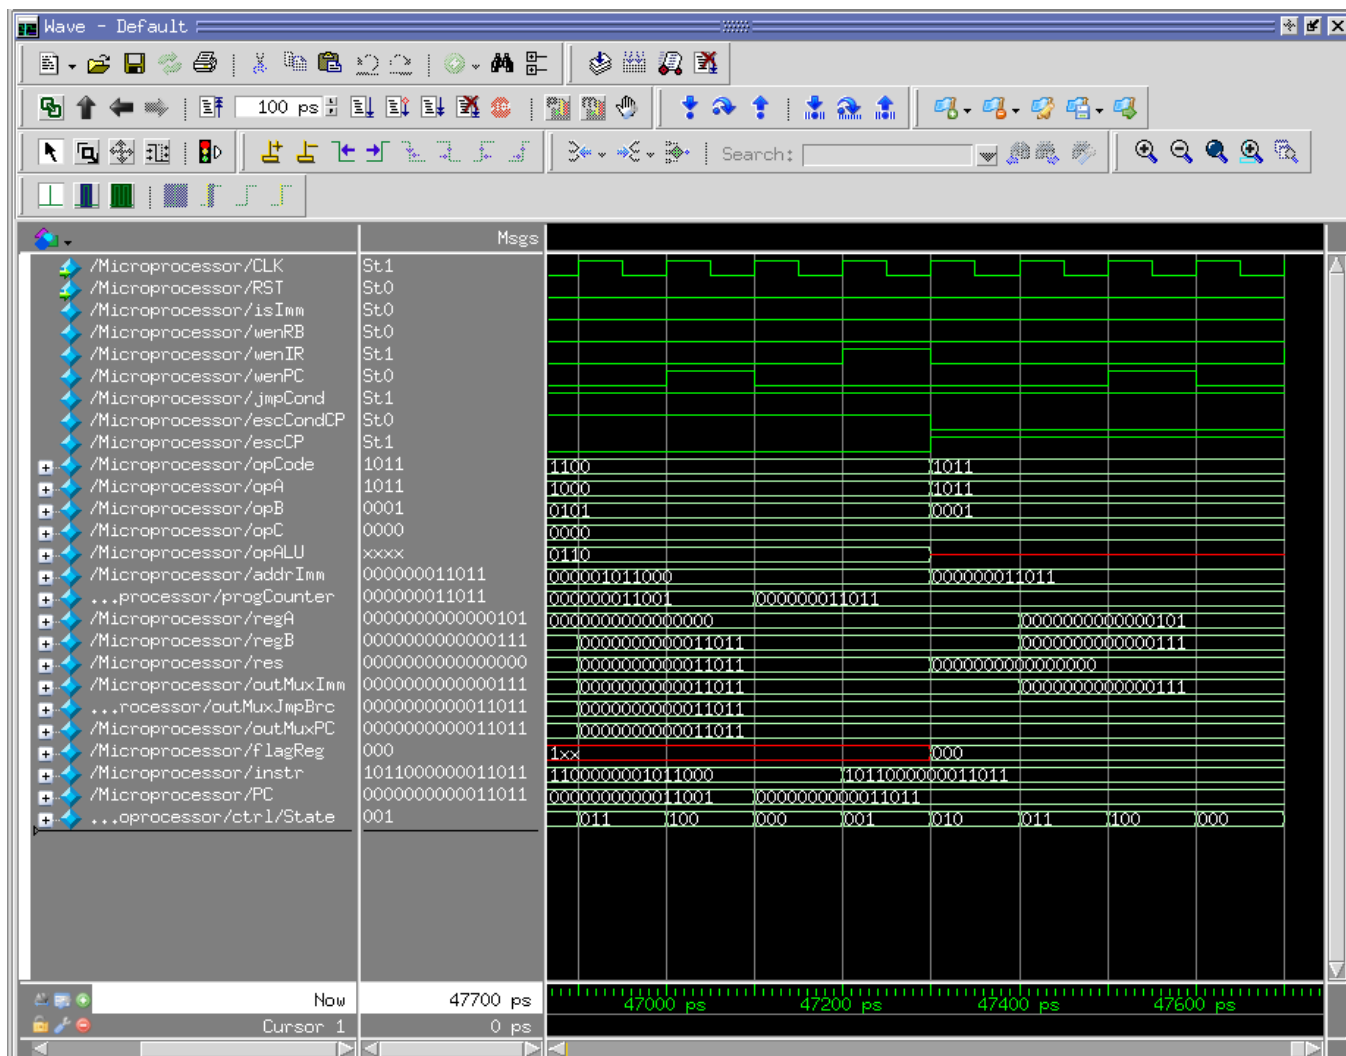 Wave - Default
100 ps
Search:
Msgs
/Microprocessor/CLK St1
/Microprocessor/RST St0
/Microprocessor/isImm St0
/Microprocessor/wenRB St0
/Microprocessor/wenIR St1
/Microprocessor/wenPC St0
/Microprocessor/jmpCond St1
/Microprocessor/escCondCP St0
/Microprocessor/escCP St1
/Microprocessor/opCode 1011 1100 1011
/Microprocessor/opA 1011 1000 1011
/Microprocessor/opB 0001 0101 0001
/Microprocessor/opC 0000 0000
/Microprocessor/opALU xxxx 0110
/Microprocessor/addrImm 000000011011 000001011000 000000011011
...processor/progCounter 000000011011 000000011001 000000011011
/Microprocessor/regA 0000000000000101 0000000000000000 0000000000000101
/Microprocessor/regB 0000000000000111 0000000000011011 0000000000000111
/Microprocessor/res 0000000000000000 0000000000011011 0000000000000000
/Microprocessor/outMuxImm 0000000000000111 0000000000011011 0000000000000111
...rocessor/outMuxJmpBrc 0000000000011011 0000000000011011
/Microprocessor/outMuxPC 0000000000011011 0000000000011011
/Microprocessor/flagReg 000 1xx 000
/Microprocessor/instr 1011000000011011 1100000001011000 1011000000011011
/Microprocessor/PC 0000000000011011 0000000000011001 0000000000011011
...oprocessor/ctrl/State 001 011 100 000 001 010 011 100 000
Now 47700 ps 47000 ps 47200 ps 47400 ps 47600 ps
Cursor 1 0 ps